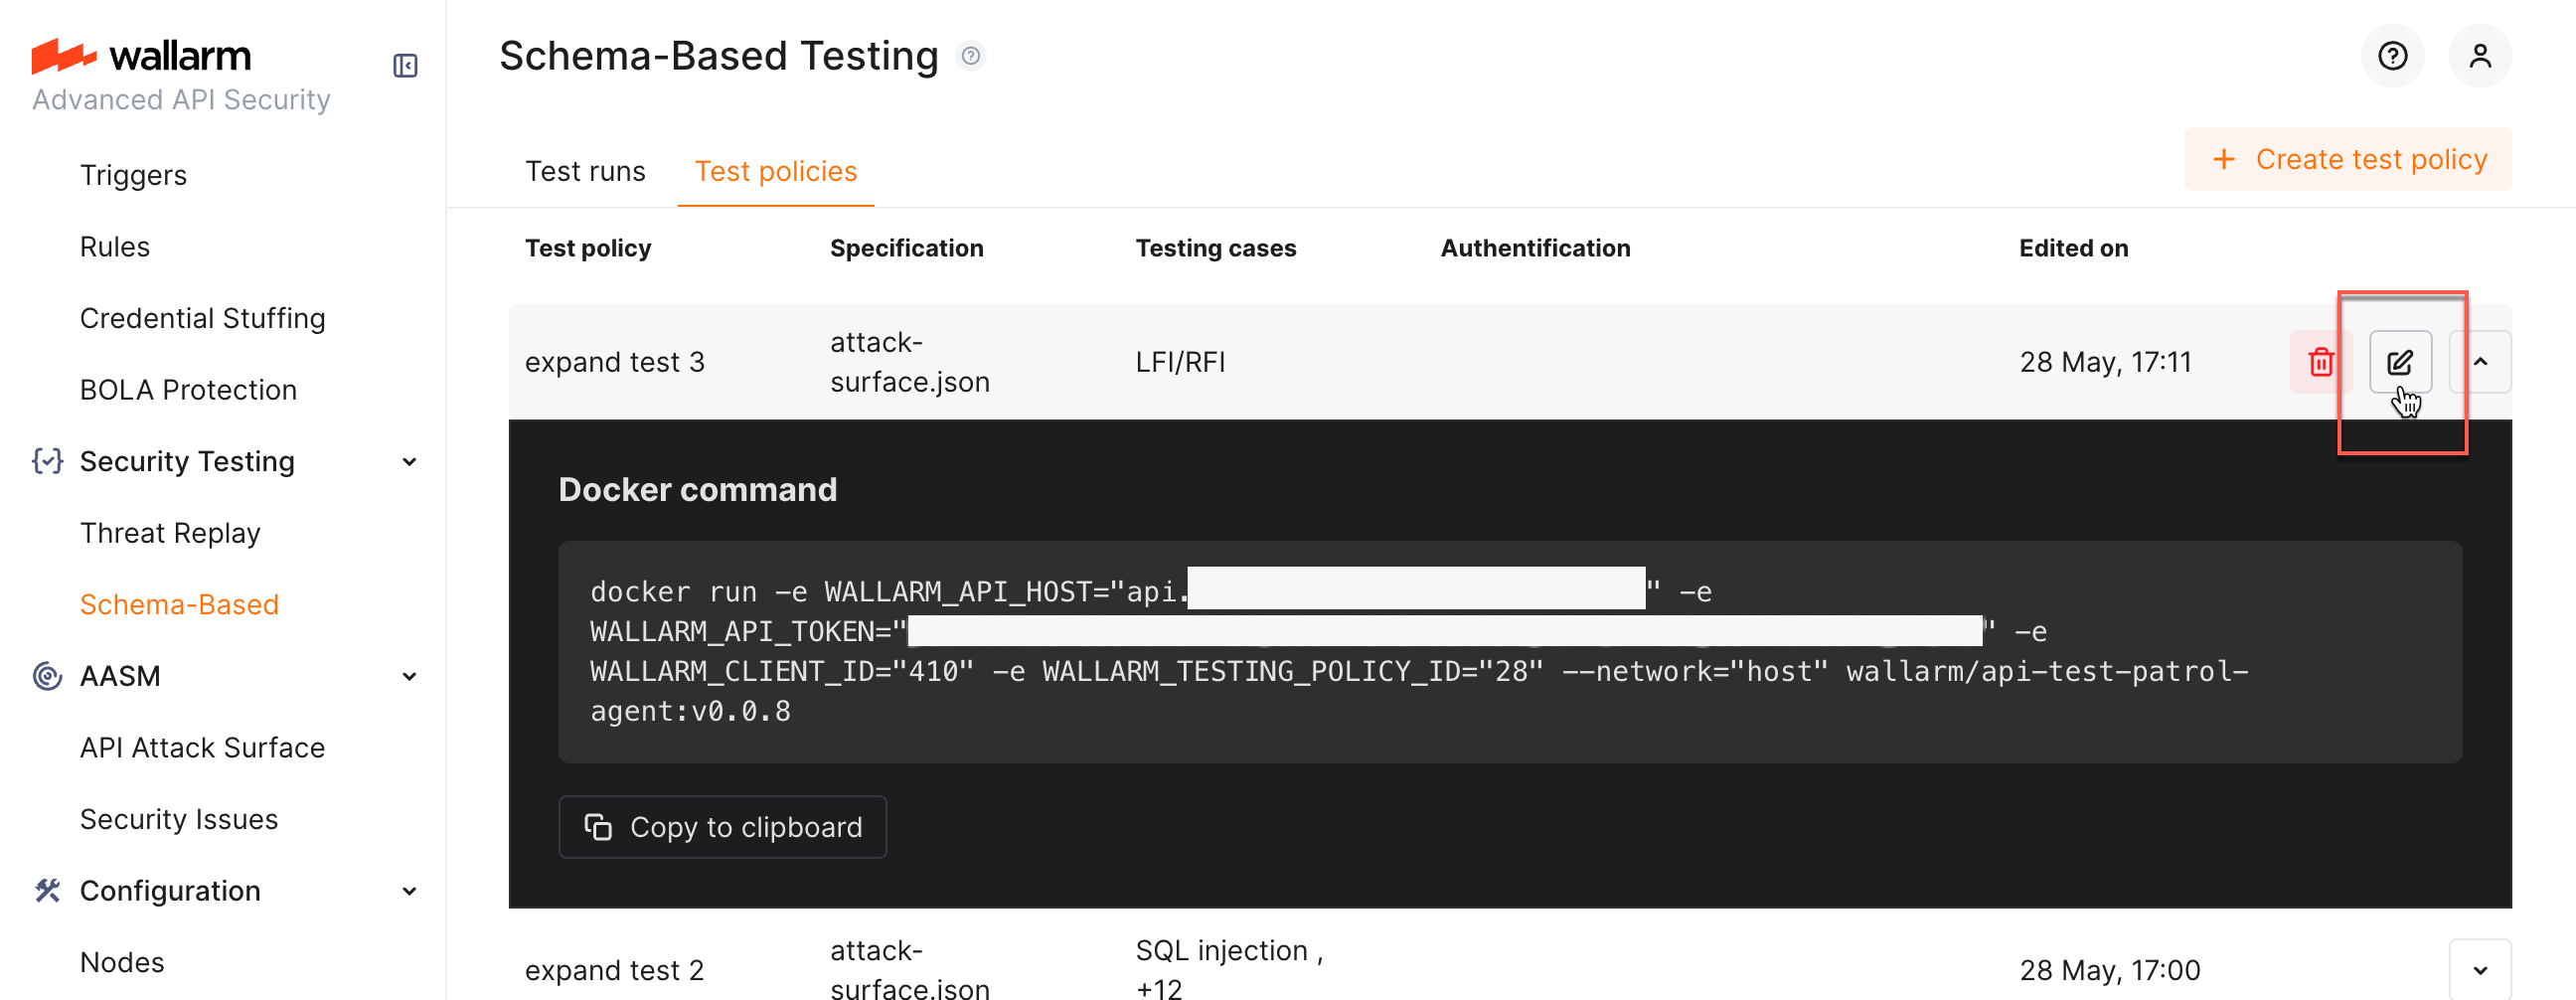 wallarm
Advanced API Security
Triggers
Rules
Credential Stuffing
BOLA Protection
Security Testing
Threat Replay
Schema-Based
AASM
API Attack Surface
Security Issues
Configuration
Nodes
Schema-Based Testing
Test runs
Test policies
+ Create test policy
Test policy
Specification
Testing cases
Authentification
Edited on
expand test 3
attack-
surface.json
LFI/RFI
28 May, 17:11
Docker command
docker run -e WALLARM_API_HOST="api. " -e
WALLARM_API_TOKEN=" " -e
WALLARM_CLIENT_ID="410" -e WALLARM_TESTING_POLICY_ID="28" --network="host" wallarm/api-test-patrol-
agent:v0.0.8
Copy to clipboard
expand test 2
attack-
surface.json
SQL injection ,
+12
28 May, 17:00